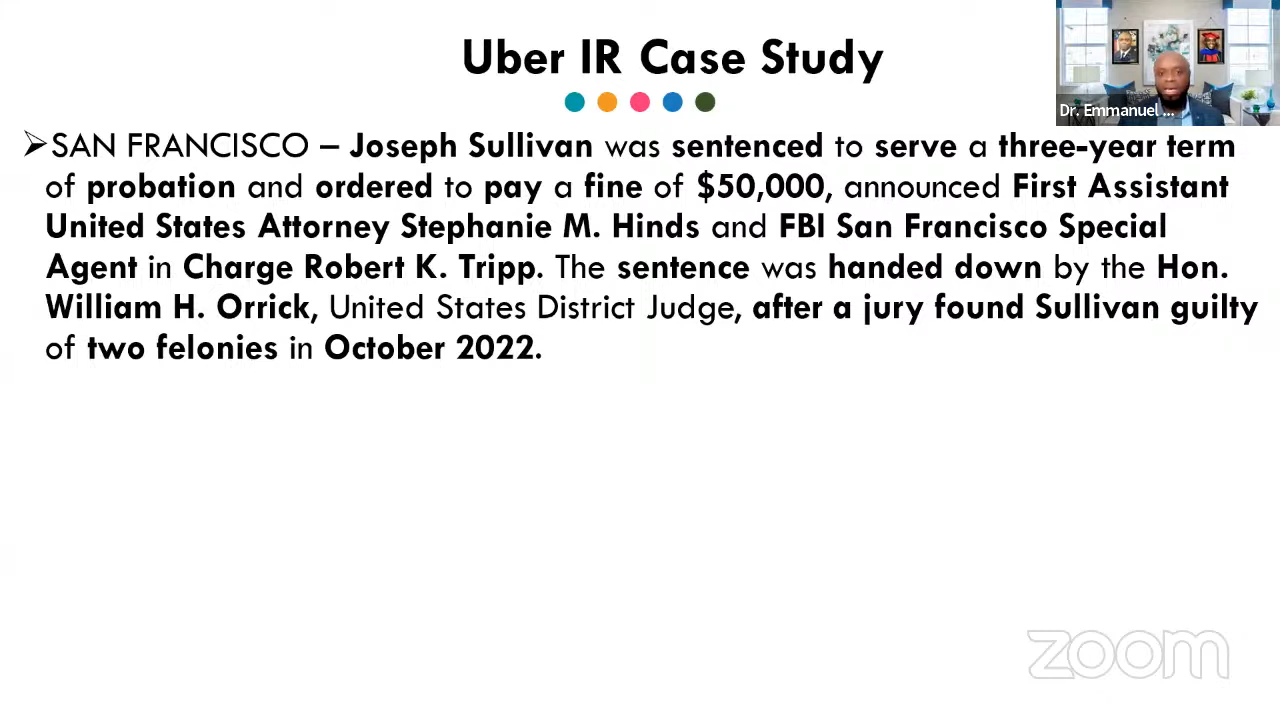 Uber IR Case Study
Dr. Emmanuel ...
➢SAN FRANCISCO – Joseph Sullivan was sentenced to serve a three-year term
of probation and ordered to pay a fine of $50,000, announced First Assistant
United States Attorney Stephanie M. Hinds and FBI San Francisco Special
Agent in Charge Robert K. Tripp. The sentence was handed down by the Hon.
William H. Orrick, United States District Judge, after a jury found Sullivan guilty
of two felonies in October 2022.
zoom